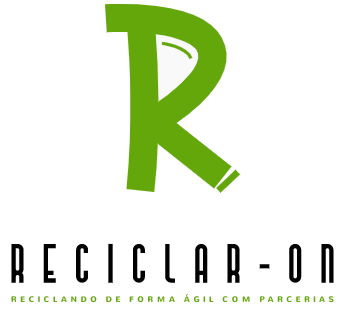 R
RECICLAR-ON
RECICLANDO DE FORMA ÁGIL COM PARCERIAS